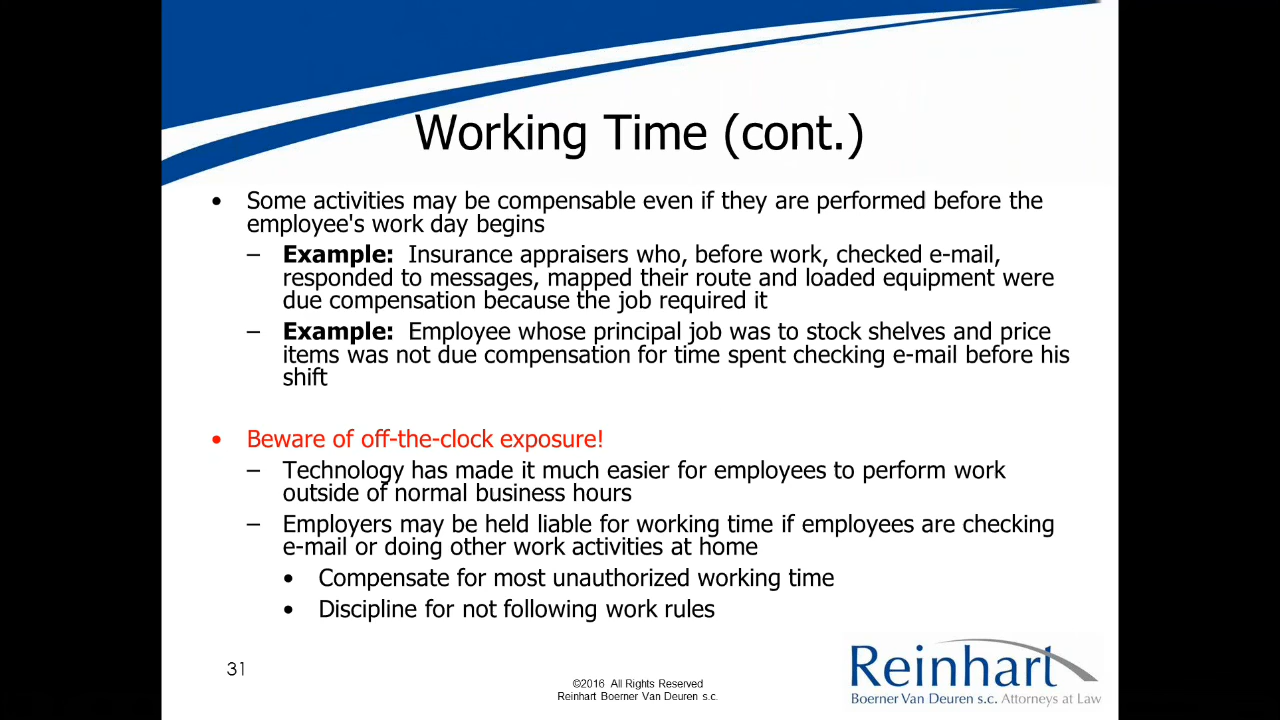 Working Time (cont.)
• Some activities may be compensable even if they are performed before the
employee's work day begins
– Example: Insurance appraisers who, before work, checked e-mail,
responded to messages, mapped their route and loaded equipment were
due compensation because the job required it
– Example: Employee whose principal job was to stock shelves and price
items was not due compensation for time spent checking e-mail before his
shift
• Beware of off-the-clock exposure!
– Technology has made it much easier for employees to perform work
outside of normal business hours
– Employers may be held liable for working time if employees are checking
e-mail or doing other work activities at home
• Compensate for most unauthorized working time
• Discipline for not following work rules
31
©2016 All Rights Reserved
Reinhart Boerner Van Deuren s.c.
Reinhart
Boerner Van Deuren s.c. Attorneys at Law